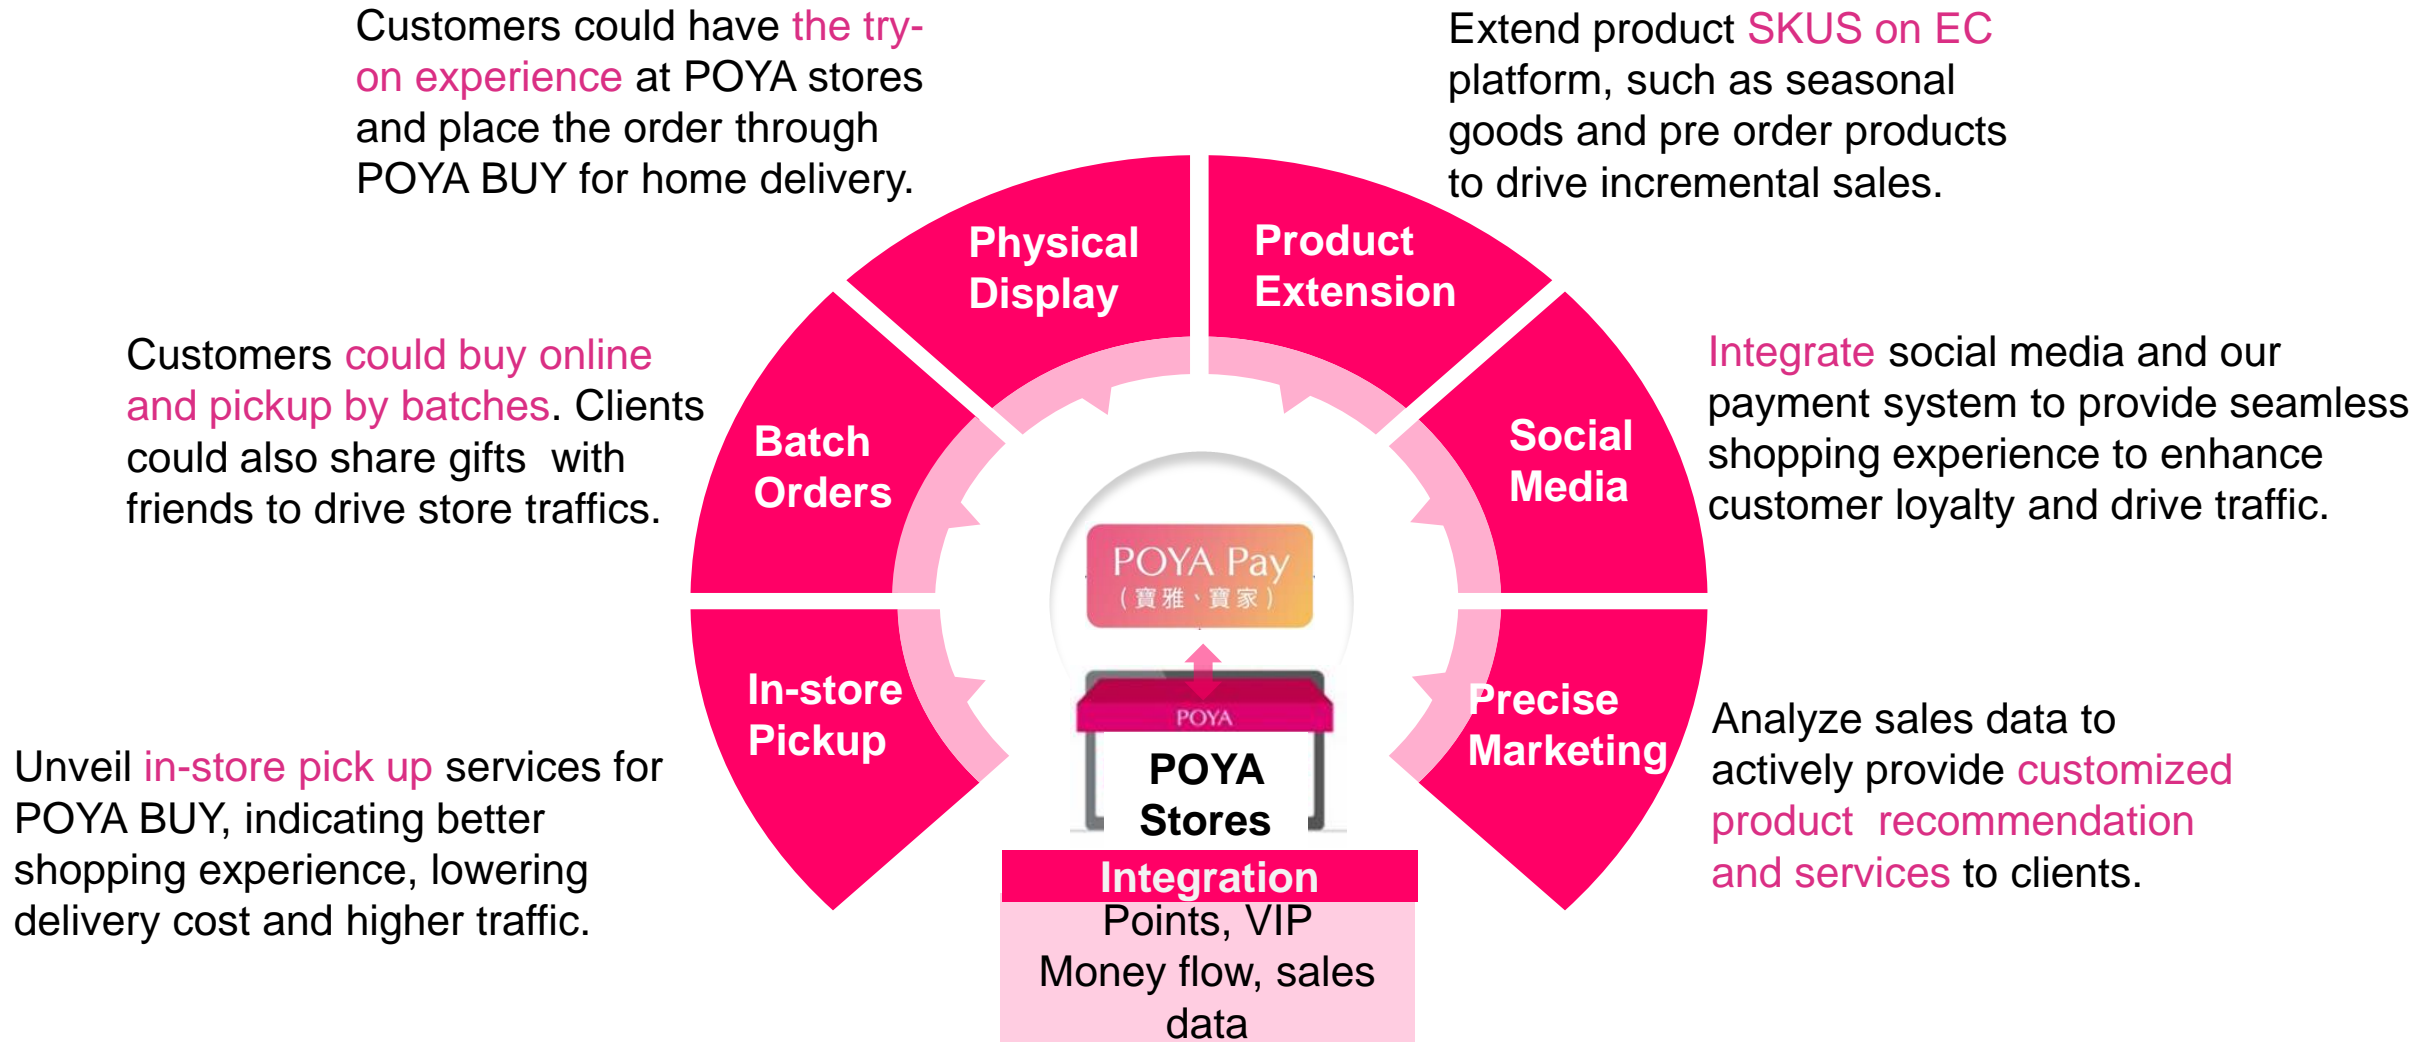 Customers could have the try-
on experience at POYA stores
and place the order through
POYA BUY for home delivery.
Extend product SKUS on EC
platform, such as seasonal
goods and pre order products
to drive incremental sales.
Physical
Display
Product
Extension
Customers could buy online
and pickup by batches. Clients
could also share gifts  with
friends to drive store traffics.
Batch
Orders
Social
Media
Integrate social media and our
payment system to provide seamless
shopping experience to enhance
customer loyalty and drive traffic.
POYA Pay
(寶雅、寶家)
In-store
Pickup
Precise
Marketing
Unveil in-store pick up services for
POYA BUY, indicating better
shopping experience, lowering
delivery cost and higher traffic.
POYA
POYA
Stores
Analyze sales data to
actively provide customized
product  recommendation
and services to clients.
Integration
Points, VIP
Money flow, sales
data